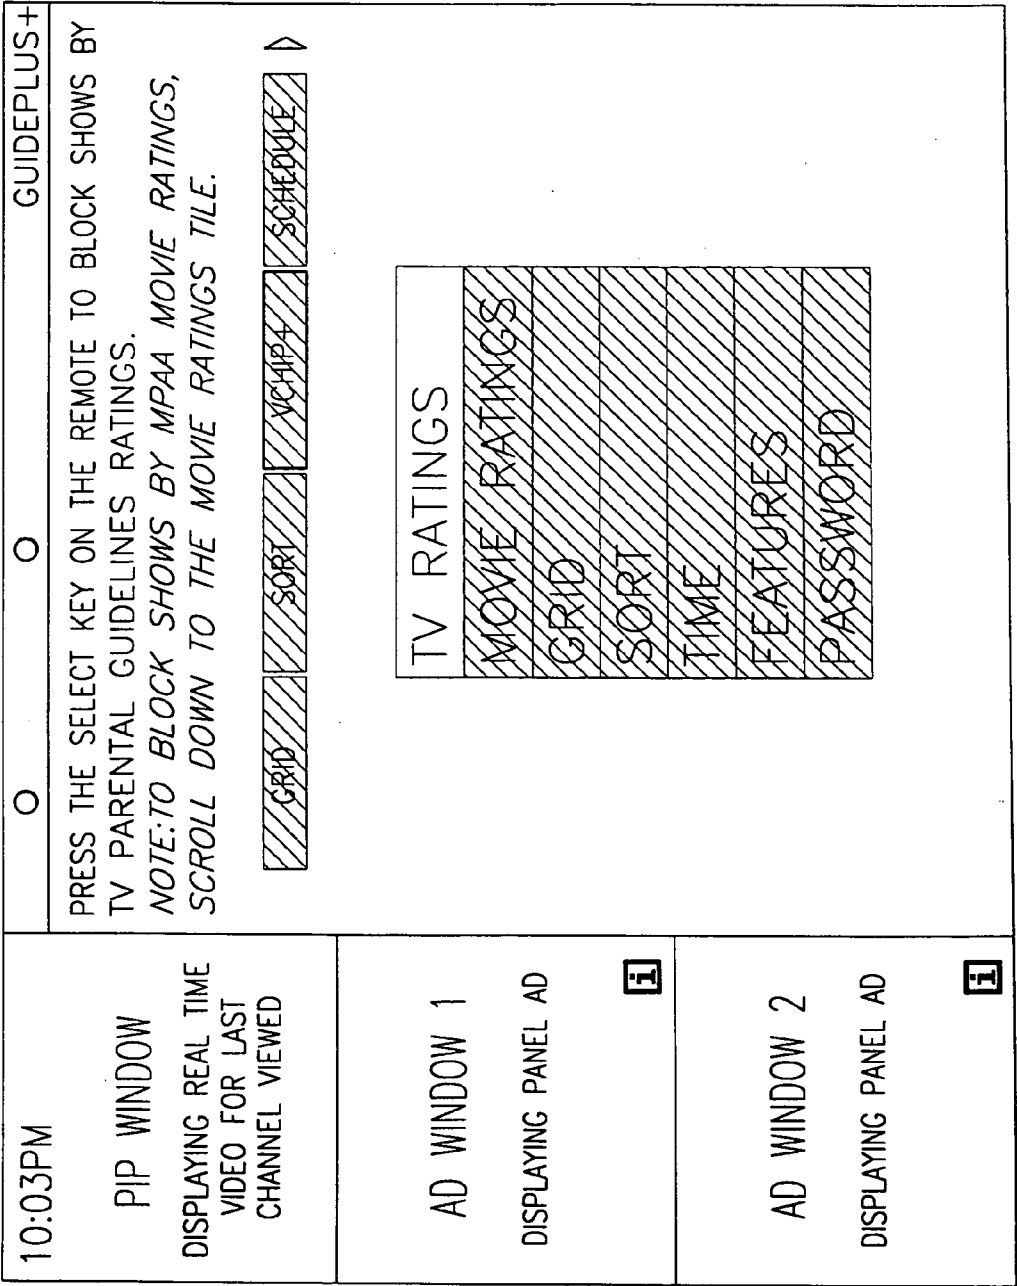 10:03PM
GUIDEPLUS+
PIP WINDOW
DISPLAYING REAL TIME
VIDEO FOR LAST
CHANNEL VIEWED
AD WINDOW 1
DISPLAYING PANEL AD
i
AD WINDOW 2
DISPLAYING PANEL AD
i
PRESS THE SELECT KEY ON THE REMOTE TO BLOCK SHOWS BY
TV PARENTAL GUIDELINES RATINGS.
NOTE:TO BLOCK SHOWS BY MPAA MOVIE RATINGS,
SCROLL DOWN TO THE MOVIE RATINGS TILE.
GRID SORT VCHIP+ SCHEDULE
TV RATINGS
MOVIE RATINGS
GRID
SORT
TIME
FEATURES
PASSWORD